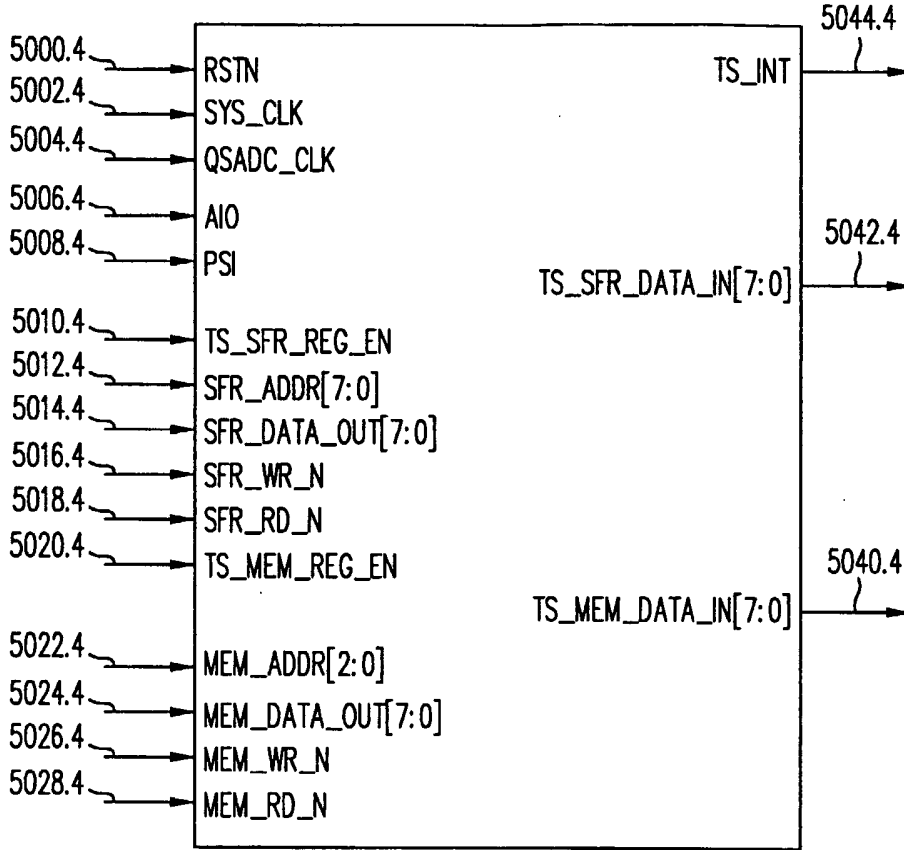 5000.4 RSTN
5002.4 SYS_CLK
5004.4 QSADC_CLK
5006.4 AIO
5008.4 PSI
5010.4 TS_SFR_REG_EN
5012.4 SFR_ADDR[7:0]
5014.4 SFR_DATA_OUT[7:0]
5016.4 SFR_WR_N
5018.4 SFR_RD_N
5020.4 TS_MEM_REG_EN
5022.4 MEM_ADDR[2:0]
5024.4 MEM_DATA_OUT[7:0]
5026.4 MEM_WR_N
5028.4 MEM_RD_N
TS_INT 5044.4
TS_SFR_DATA_IN[7:0] 5042.4
TS_MEM_DATA_IN[7:0] 5040.4